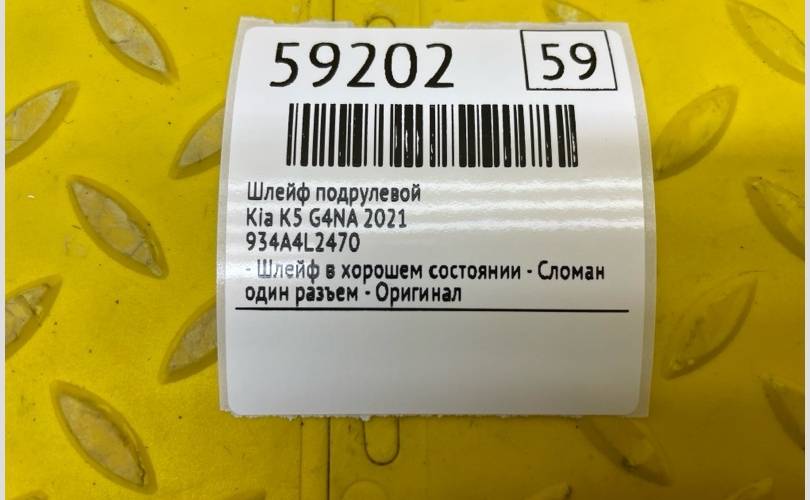 59202
59
Шлейф подрулевой
Kia K5 G4NA 2021
934A4L2470
- Шлейф в хорошем состоянии - Сломан
один разъем - Оригинал